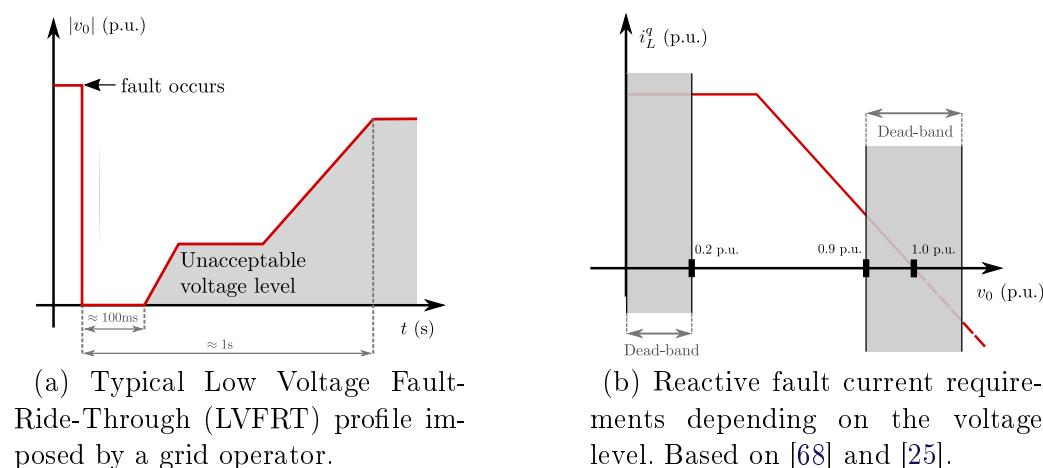 |v₀| (p.u.)
fault occurs
Unacceptable
voltage level
≈ 100ms
≈ 1s
t (s)
(a) Typical Low Voltage Fault-
Ride-Through (LVFRT) profile im-
posed by a grid operator.
i_L^q (p.u.)
Dead-band
0.2 p.u.
0.9 p.u.
1.0 p.u.
v₀ (p.u.)
Dead-band
(b) Reactive fault current require-
ments depending on the voltage
level. Based on [68] and [25].